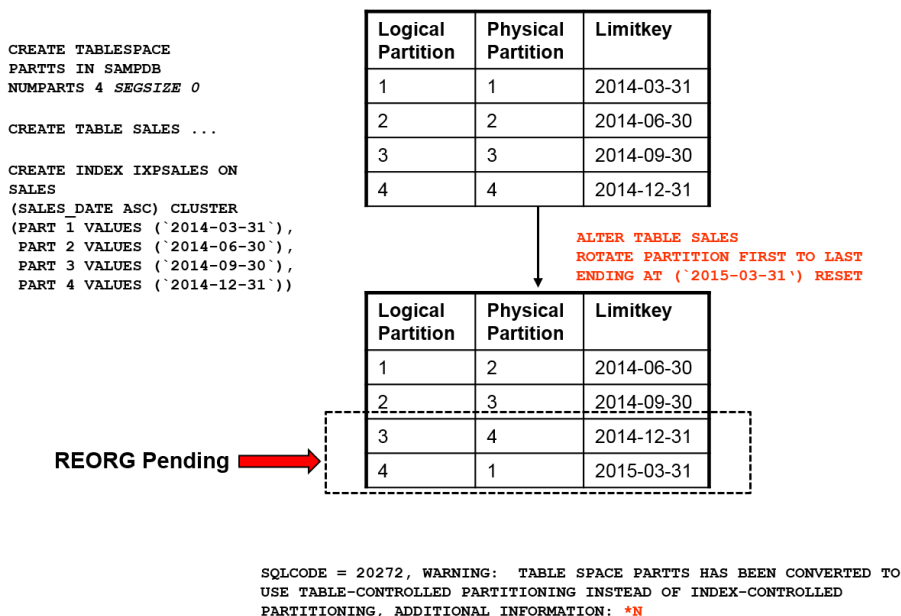 CREATE TABLESPACE
PARTTS IN SAMPDB
NUMPARTS 4 SEGSIZE 0
CREATE TABLE SALES ...
CREATE INDEX IXPSALES ON
SALES
(SALES_DATE ASC) CLUSTER
(PART 1 VALUES (`2014-03-31`),
PART 2 VALUES (`2014-06-30`),
PART 3 VALUES (`2014-09-30`),
PART 4 VALUES (`2014-12-31`))
Logical Partition Physical Partition Limitkey
1 1 2014-03-31
2 2 2014-06-30
3 3 2014-09-30
4 4 2014-12-31
ALTER TABLE SALES
ROTATE PARTITION FIRST TO LAST
ENDING AT (`2015-03-31‛) RESET
Logical Partition Physical Partition Limitkey
1 2 2014-06-30
2 3 2014-09-30
3 4 2014-12-31
4 1 2015-03-31
REORG Pending
SQLCODE = 20272, WARNING: TABLE SPACE PARTTS HAS BEEN CONVERTED TO
USE TABLE-CONTROLLED PARTITIONING INSTEAD OF INDEX-CONTROLLED
PARTITIONING, ADDITIONAL INFORMATION: *N